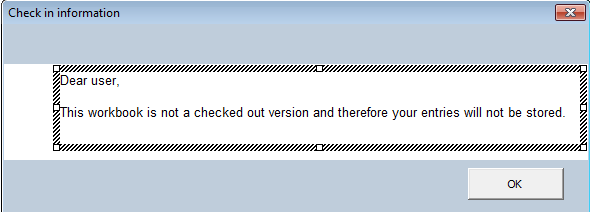 Check in information
Dear user,
This workbook is not a checked out version and therefore your entries will not be stored.
OK